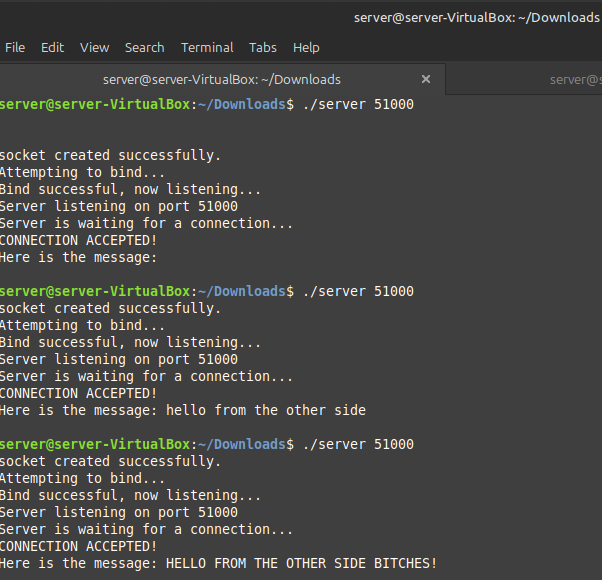 server@server-VirtualBox: ~/Downloads
File Edit View Search Terminal Tabs Help
server@server-VirtualBox: ~/Downloads × server@s
server@server-VirtualBox:~/Downloads$ ./server 51000
socket created successfully.
Attempting to bind...
Bind successful, now listening...
Server listening on port 51000
Server is waiting for a connection...
CONNECTION ACCEPTED!
Here is the message:
server@server-VirtualBox:~/Downloads$ ./server 51000
socket created successfully.
Attempting to bind...
Bind successful, now listening...
Server listening on port 51000
Server is waiting for a connection...
CONNECTION ACCEPTED!
Here is the message: hello from the other side
server@server-VirtualBox:~/Downloads$ ./server 51000
socket created successfully.
Attempting to bind...
Bind successful, now listening...
Server listening on port 51000
Server is waiting for a connection...
CONNECTION ACCEPTED!
Here is the message: HELLO FROM THE OTHER SIDE BITCHES!